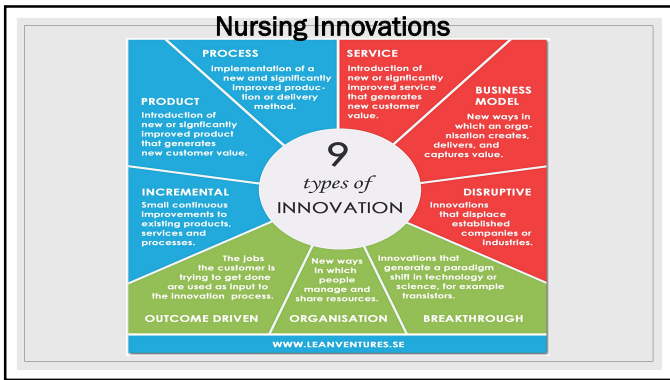 Nursing Innovations
PROCESS
Implementation of a
new and significantly
improved produc-
tion or delivery
method.
SERVICE
Introduction of
new or signficantly
improved service
that generates
new customer
value.
PRODUCT
Introduction of
new or signficantly
improved product
that generates
new customer value.
BUSINESS
MODEL
New ways in
which an orga-
nisation creates,
delivers, and
captures value.
9
types of
INNOVATION
INCREMENTAL
Small continuous
improvements to
existing products,
services and
processes.
DISRUPTIVE
Innovations
that displace
established
companies or
industries.
The jobs
the customer is
trying to get done
are used as input to
the innovation process.
OUTCOME DRIVEN
New ways
in which
people
manage and
share resources.
ORGANISATION
Innovations that
generate a paradigm
shift in technology or
science, for example
transistors.
BREAKTHROUGH
WWW.LEANVENTURES.SE